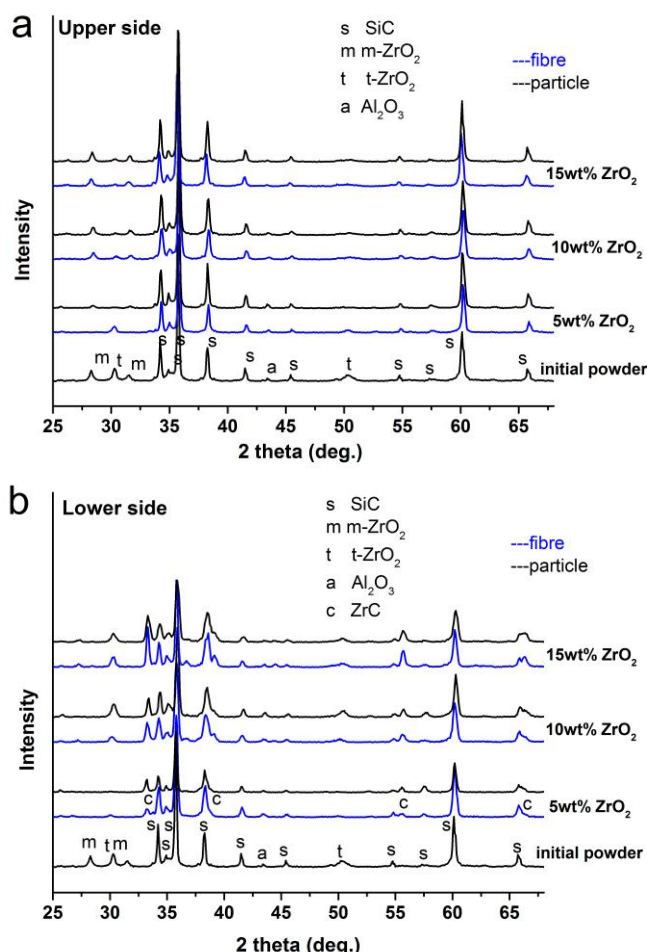 a
Upper side
s SiC
m m-ZrO₂
t t-ZrO₂
a Al₂O₃
---fibre
---particle
15wt% ZrO₂
10wt% ZrO₂
5wt% ZrO₂
s s
m t m s s a s t s s s s
initial powder
Intensity
25 30 35 40 45 50 55 60 65
2 theta (deg.)
b
Lower side
s SiC
m m-ZrO₂
t t-ZrO₂
a Al₂O₃
c ZrC
---fibre
---particle
15wt% ZrO₂
10wt% ZrO₂
c c c c
5wt% ZrO₂
s s s
m t m s s s a s t s s s
initial powder
Intensity
25 30 35 40 45 50 55 60 65
2 theta (deg.)